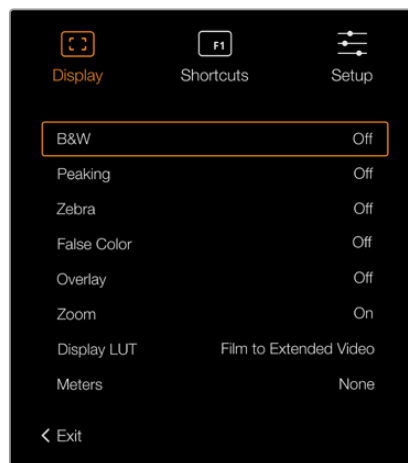 F1
Display Shortcuts Setup
B&W Off
Peaking Off
Zebra Off
False Color Off
Overlay Off
Zoom On
Display LUT Film to Extended Video
Meters None
Exit